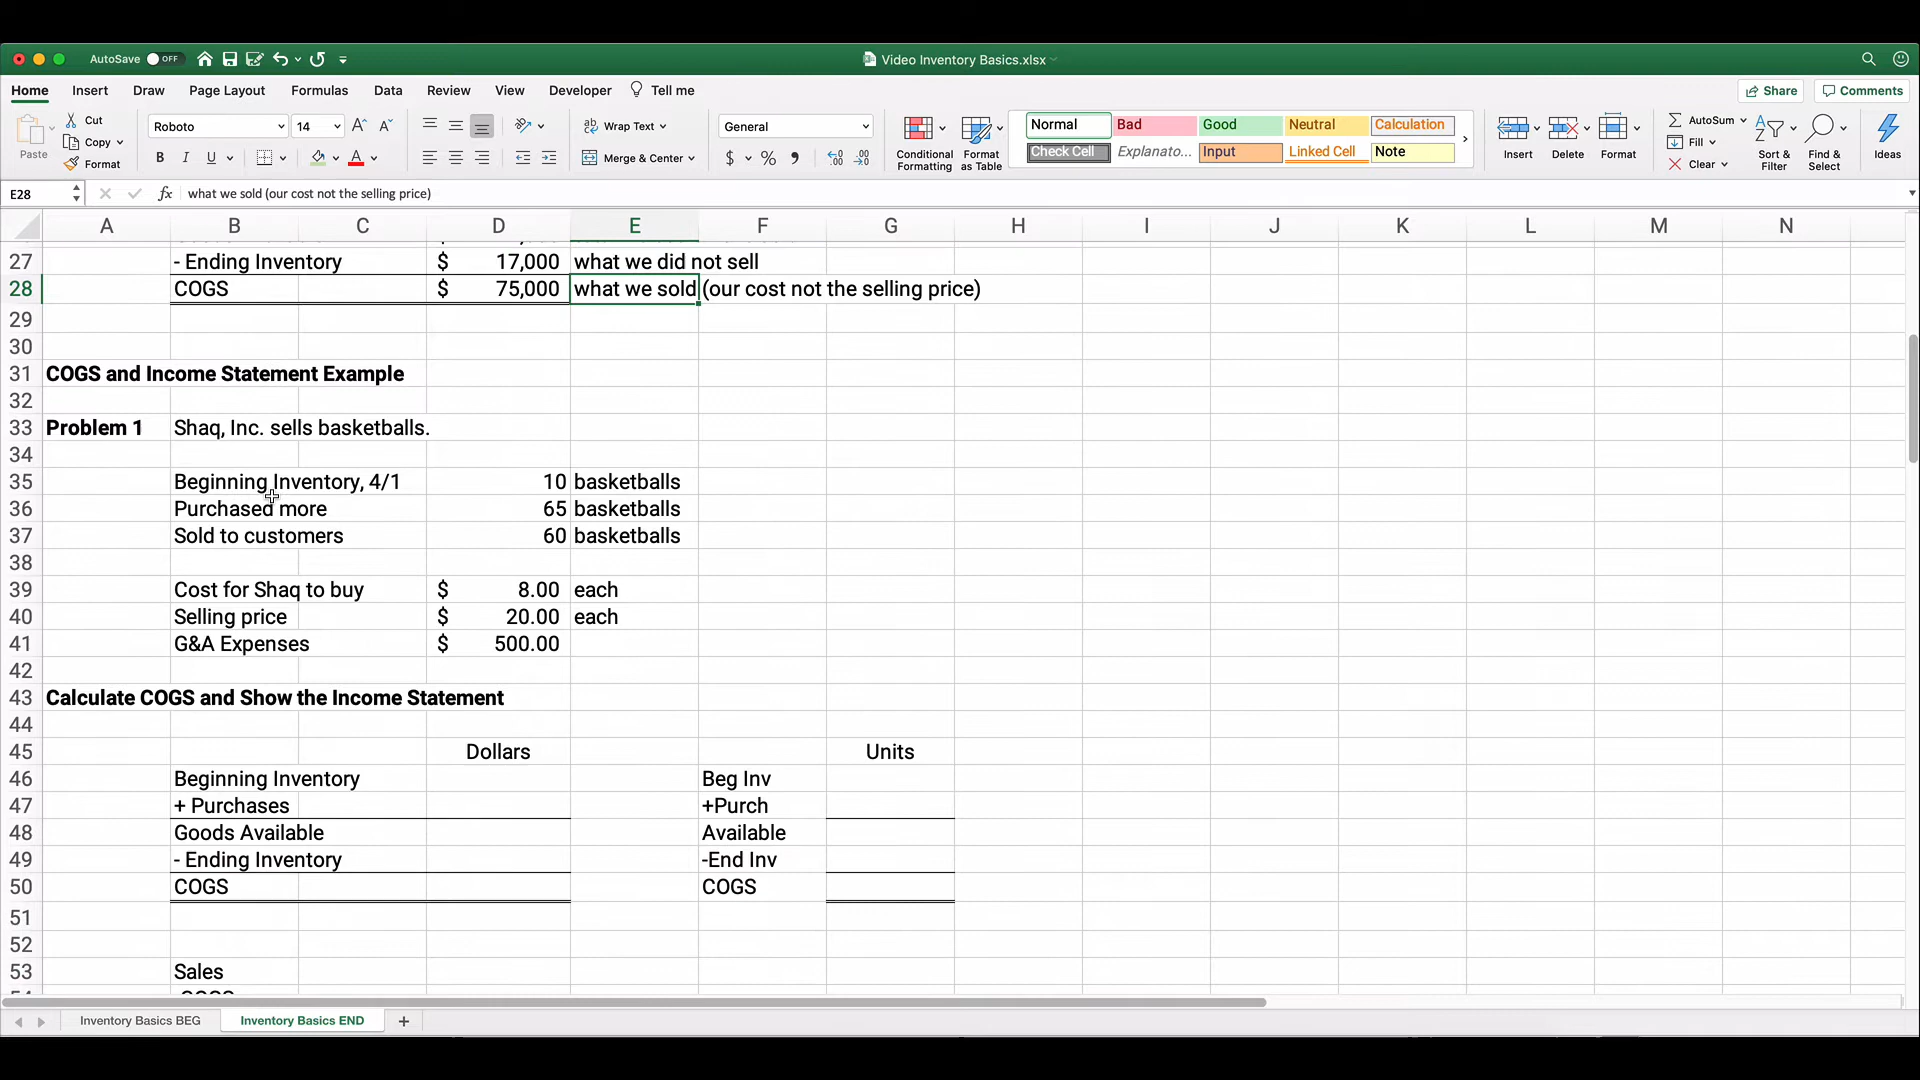 AutoSave OFF
Video Inventory Basics.xlsx
Home Insert Draw Page Layout Formulas Data Review View Developer Tell me
Share Comments
Paste
Cut
Copy
Format
Roboto 14
B I U
Wrap Text
Merge & Center
General
$ %
Conditional Formatting
Format as Table
Normal Bad Good Neutral Calculation
Check Cell Explanato... Input Linked Cell Note
Insert Delete Format
AutoSum
Fill
Clear
Sort & Filter
Find & Select
Ideas
E28 fx what we sold (our cost not the selling price)
A B C D E F G H I J K L M N
27 - Ending Inventory $ 17,000 what we did not sell
28 COGS $ 75,000 what we sold (our cost not the selling price)
29
30
31 COGS and Income Statement Example
32
33 Problem 1 Shaq, Inc. sells basketballs.
34
35 Beginning Inventory, 4/1 10 basketballs
36 Purchased more 65 basketballs
37 Sold to customers 60 basketballs
38
39 Cost for Shaq to buy $ 8.00 each
40 Selling price $ 20.00 each
41 G&A Expenses $ 500.00
42
43 Calculate COGS and Show the Income Statement
44
45 Dollars Units
46 Beginning Inventory Beg Inv
47 + Purchases +Purch
48 Goods Available Available
49 - Ending Inventory -End Inv
50 COGS COGS
51
52
53 Sales
Inventory Basics BEG Inventory Basics END +